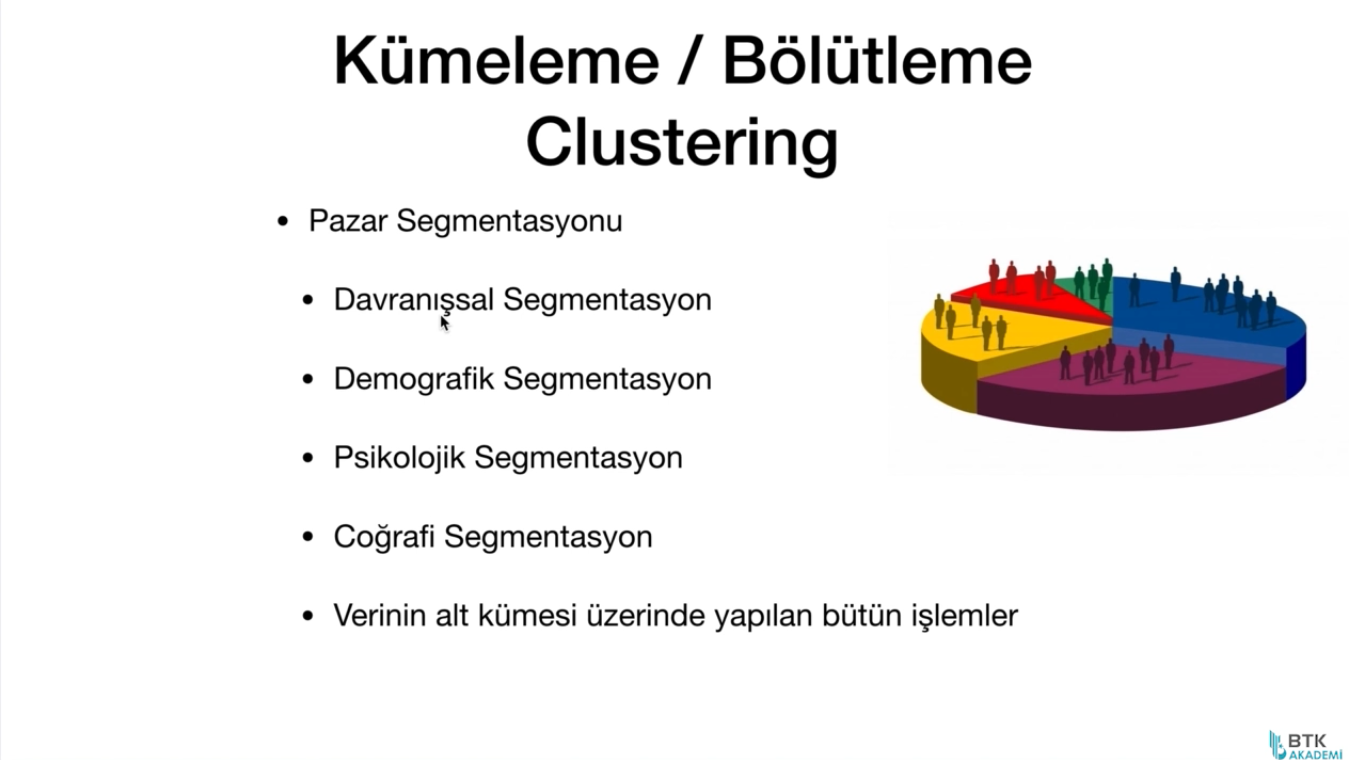 Kümeleme / Bölütleme
Clustering
• Pazar Segmentasyonu
• Davranışsal Segmentasyon
• Demografik Segmentasyon
• Psikolojik Segmentasyon
• Coğrafi Segmentasyon
• Verinin alt kümesi üzerinde yapılan bütün işlemler
BTK
AKADEMİ